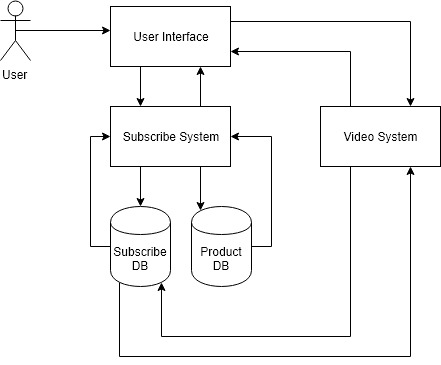 User Interface
User
Subscribe System
Video System
Subscribe
DB
Product
DB